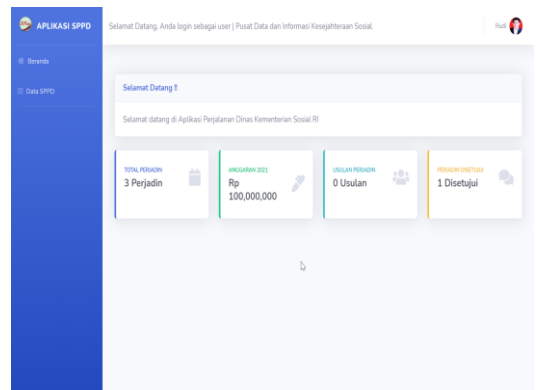 APLIKASI SPPD
Selamat Datang, Anda login sebagai user | Pusat Data dan Informasi Kesejahteraan Sosial
Rudi
Beranda
Data SPPD
Selamat Datang !!
Selamat datang di Aplikasi Perjalanan Dinas Kementerian Sosial RI
TOTAL PERJADIN
3 Perjadin
ANGGARAN 2021
Rp
100,000,000
USULAN PERJADIN
0 Usulan
PERJADIN DISETUJUI
1 Disetujui